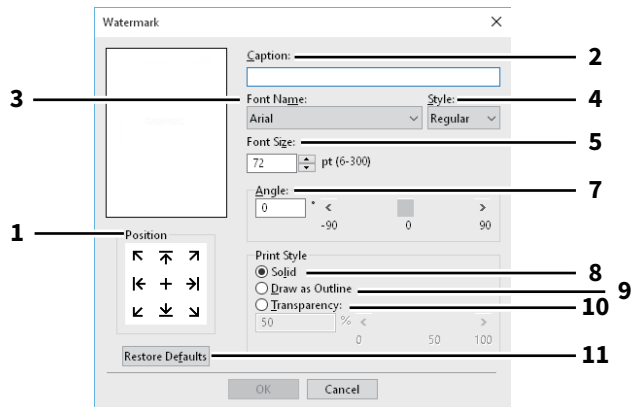 Watermark
Caption: 2
3 Font Name: Style: 4
Arial Regular
Font Size: 5
72 pt (6-300)
Angle: 7
0 °
-90 0 90
1 Position
Print Style
Solid 8
Draw as Outline 9
Transparency: 10
50 %
0 50 100
Restore Defaults 11
OK Cancel